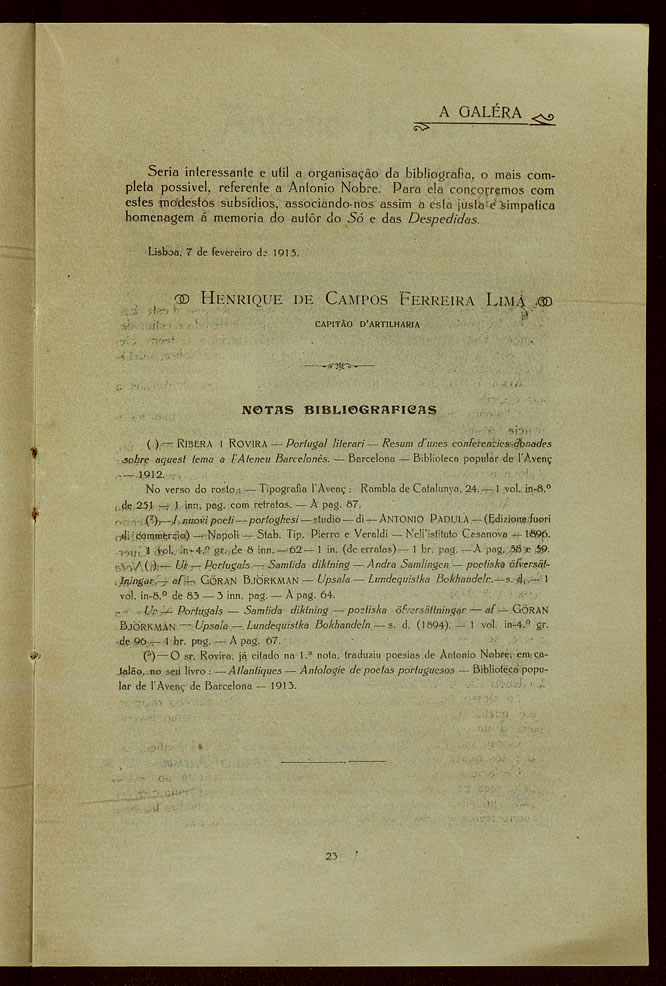 A GALÉRA
Seria interessante e util a organisação da bibliografia, o mais com-
pleta possivel, referente a Antonio Nobre. Para ela concorremos com
estes modestos subsidios, associando-nos assim a esta justa e simpatica
homenagem á memoria do autôr do Só e das Despedidas.
Lisboa, 7 de fevereiro de 1915.
HENRIQUE DE CAMPOS FERREIRA LIMA
CAPITÃO D'ARTILHARIA
NOTAS BIBLIOGRAFICAS
( ) — RIBERA I ROVIRA — Portugal literari — Resum d'unes conferencies donades
sobre aquest tema a l'Ateneu Barcelonés. — Barcelona — Biblioteca popular de l'Avenç
— 1912.
No verso do rosto: — Tipografia l'Avenç: Rambla de Catalunya, 24. — 1 vol. in-8.º
de 251 — 1 inn. pag. com retratos. — A pag. 87.
(²) — I nuovi poeti — portoghesi — studio — di — ANTONIO PADULA — (Edizione fuori
di commercio) — Napoli — Stab. Tip. Pierro e Veraldi — Nell'istituto Casanova — 1896.
1 vol. in-4.º gr. de 8 inn. — 62 — 1 in. (de erratas) — 1 br. pag. — A pag. 58 e 59.
( ) — Ur — Portugals — Samtida diktning — Andra Samlingen — poetiska öfversätt-
ningar — af — GÖRAN BJÖRKMAN — Upsala — Lundequistka Bokhandeln. — s. d. — 1
vol. in-8.º de 83 — 3 inn. pag. — A pag. 64.
Ur — Portugals — Samtida diktning — poetiska öfversättningar — af — GÖRAN
BJÖRKMAN — Upsala — Lundequistka Bokhandeln — s. d. (1894). — 1 vol. in-4.º gr.
de 96 — 1 br. pag. — A pag. 67.
(³) — O sr. Rovira, já citado na 1.ª nota, traduziu poesias de Antonio Nobre, em ca-
talão, no seu livro: — Atlantiques — Antologie de poetas portuguesos — Biblioteca popu-
lar de l'Avenç de Barcelona — 1913.
23